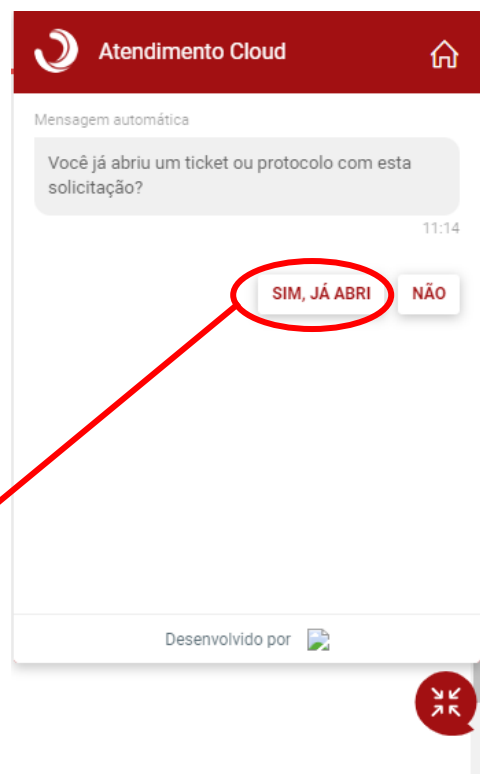 Atendimento Cloud
Mensagem automática
Você já abriu um ticket ou protocolo com esta
solicitação?
11:14
SIM, JÁ ABRI
NÃO
Desenvolvido por